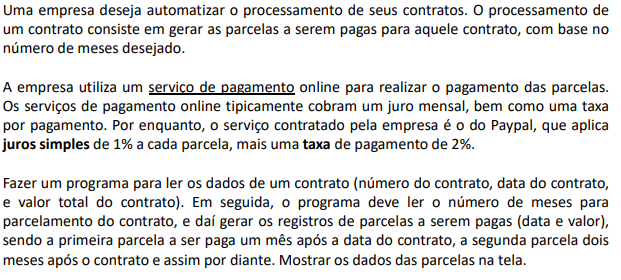 Uma empresa deseja automatizar o processamento de seus contratos. O processamento de
um contrato consiste em gerar as parcelas a serem pagas para aquele contrato, com base no
número de meses desejado.
A empresa utiliza um serviço de pagamento online para realizar o pagamento das parcelas.
Os serviços de pagamento online tipicamente cobram um juro mensal, bem como uma taxa
por pagamento. Por enquanto, o serviço contratado pela empresa é o do Paypal, que aplica
juros simples de 1% a cada parcela, mais uma taxa de pagamento de 2%.
Fazer um programa para ler os dados de um contrato (número do contrato, data do contrato,
e valor total do contrato). Em seguida, o programa deve ler o número de meses para
parcelamento do contrato, e daí gerar os registros de parcelas a serem pagas (data e valor),
sendo a primeira parcela a ser paga um mês após a data do contrato, a segunda parcela dois
meses após o contrato e assim por diante. Mostrar os dados das parcelas na tela.